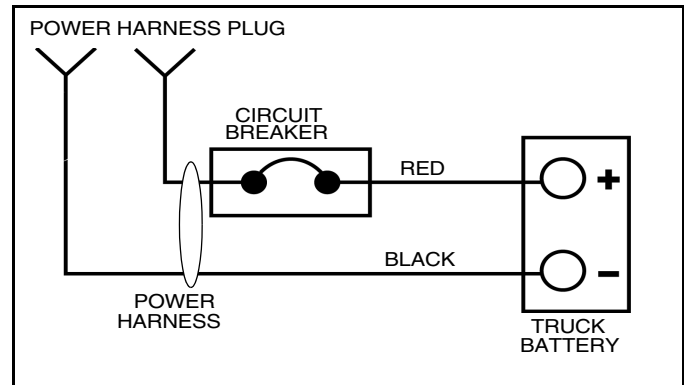 POWER HARNESS PLUG
CIRCUIT
BREAKER
RED
+
BLACK
−
POWER
HARNESS
TRUCK
BATTERY